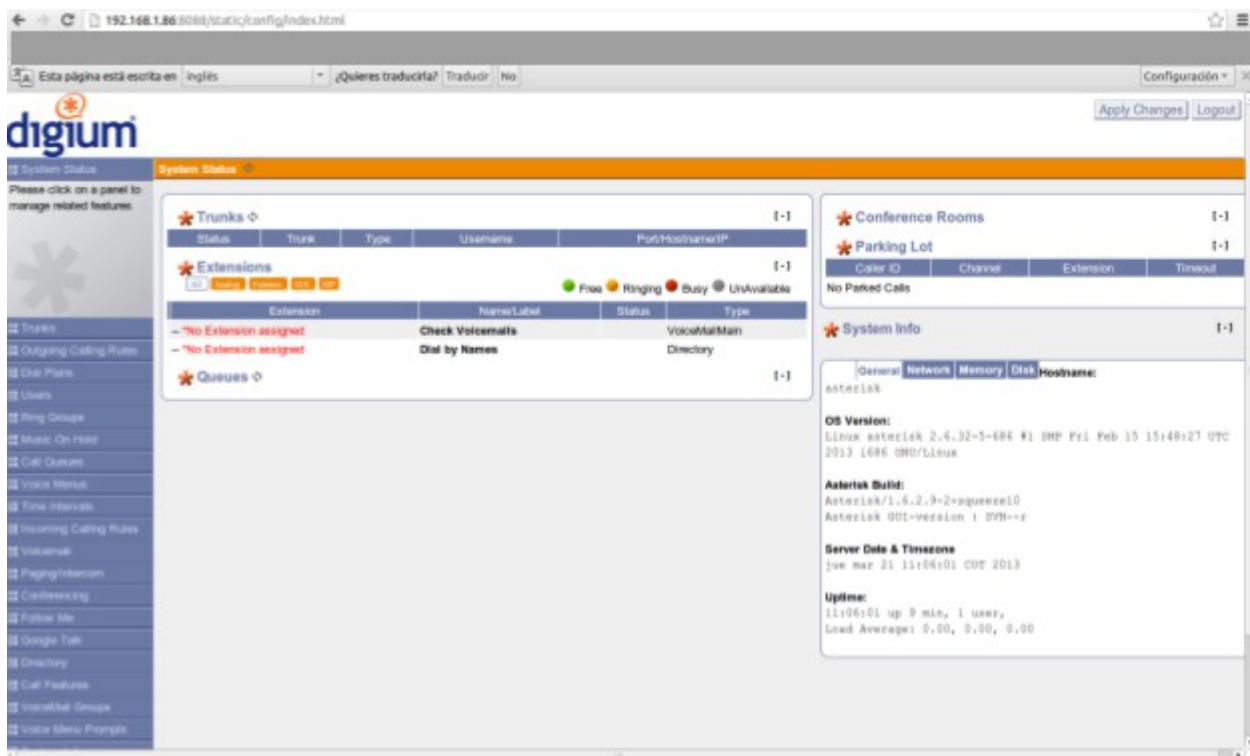 192.168.1.86:8088/static/config/index.html
Esta página está escrita en inglés ¿Quieres traducirla? Traducir No Configuración
digium
Apply Changes Logout
System Status
Please click on a panel to
manage related features
Trunks
Outgoing Calling Rules
Dial Plans
Users
Ring Groups
Music On Hold
Call Queues
Voice Menus
Time Intervals
Incoming Calling Rules
Voicemail
Paging/Intercom
Conferencing
Follow Me
Google Talk
Directory
Call Features
VoiceMail Groups
Voice Menu Prompts
System Status
Trunks [-]
Status Trunk Type Username Port/Hostname/IP
Extensions [-]
Free Ringing Busy UnAvailable
Extension Name/Label Status Type
-- *No Extension assigned Check Voicemails VoiceMailMain
-- *No Extension assigned Dial by Names Directory
Queues [-]
Conference Rooms [-]
Parking Lot [-]
Caller ID Channel Extension Timeout
No Parked Calls
System Info [-]
General Network Memory Disk Hostname:
asterisk
OS Version:
Linux asterisk 2.6.32-5-686 #1 SMP Fri Feb 15 15:48:27 UTC
2013 i686 GNU/Linux
Asterisk Build:
Asterisk/1.6.2.9-2+squeeze10
Asterisk GUI-version : SVN--r
Server Date & Timezone
jue mar 21 11:06:01 COT 2013
Uptime:
11:06:01 up 9 min, 1 user,
Load Average: 0.00, 0.00, 0.00